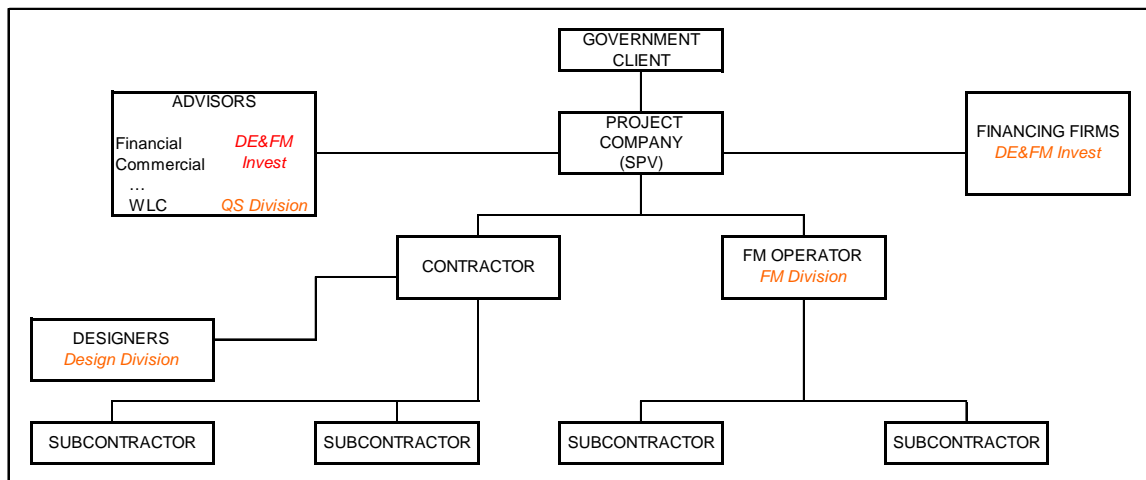 GOVERNMENT
CLIENT
ADVISORS
Financial DE&FM
Commercial Invest
…
WLC QS Division
PROJECT
COMPANY
(SPV)
FINANCING FIRMS
DE&FM Invest
CONTRACTOR
FM OPERATOR
FM Division
DESIGNERS
Design Division
SUBCONTRACTOR
SUBCONTRACTOR
SUBCONTRACTOR
SUBCONTRACTOR